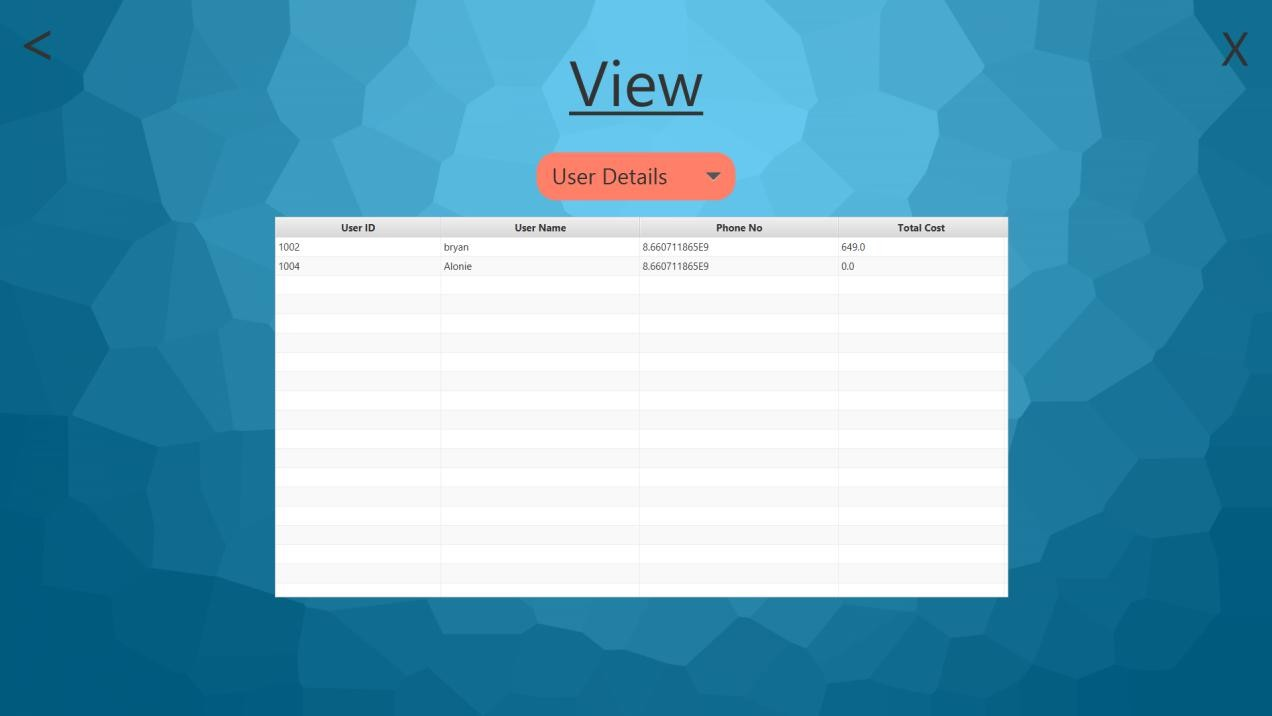 <
X
View
User Details
User ID User Name Phone No Total Cost
1002 bryan 8.660711865E9 649.0
1004 Alonie 8.660711865E9 0.0